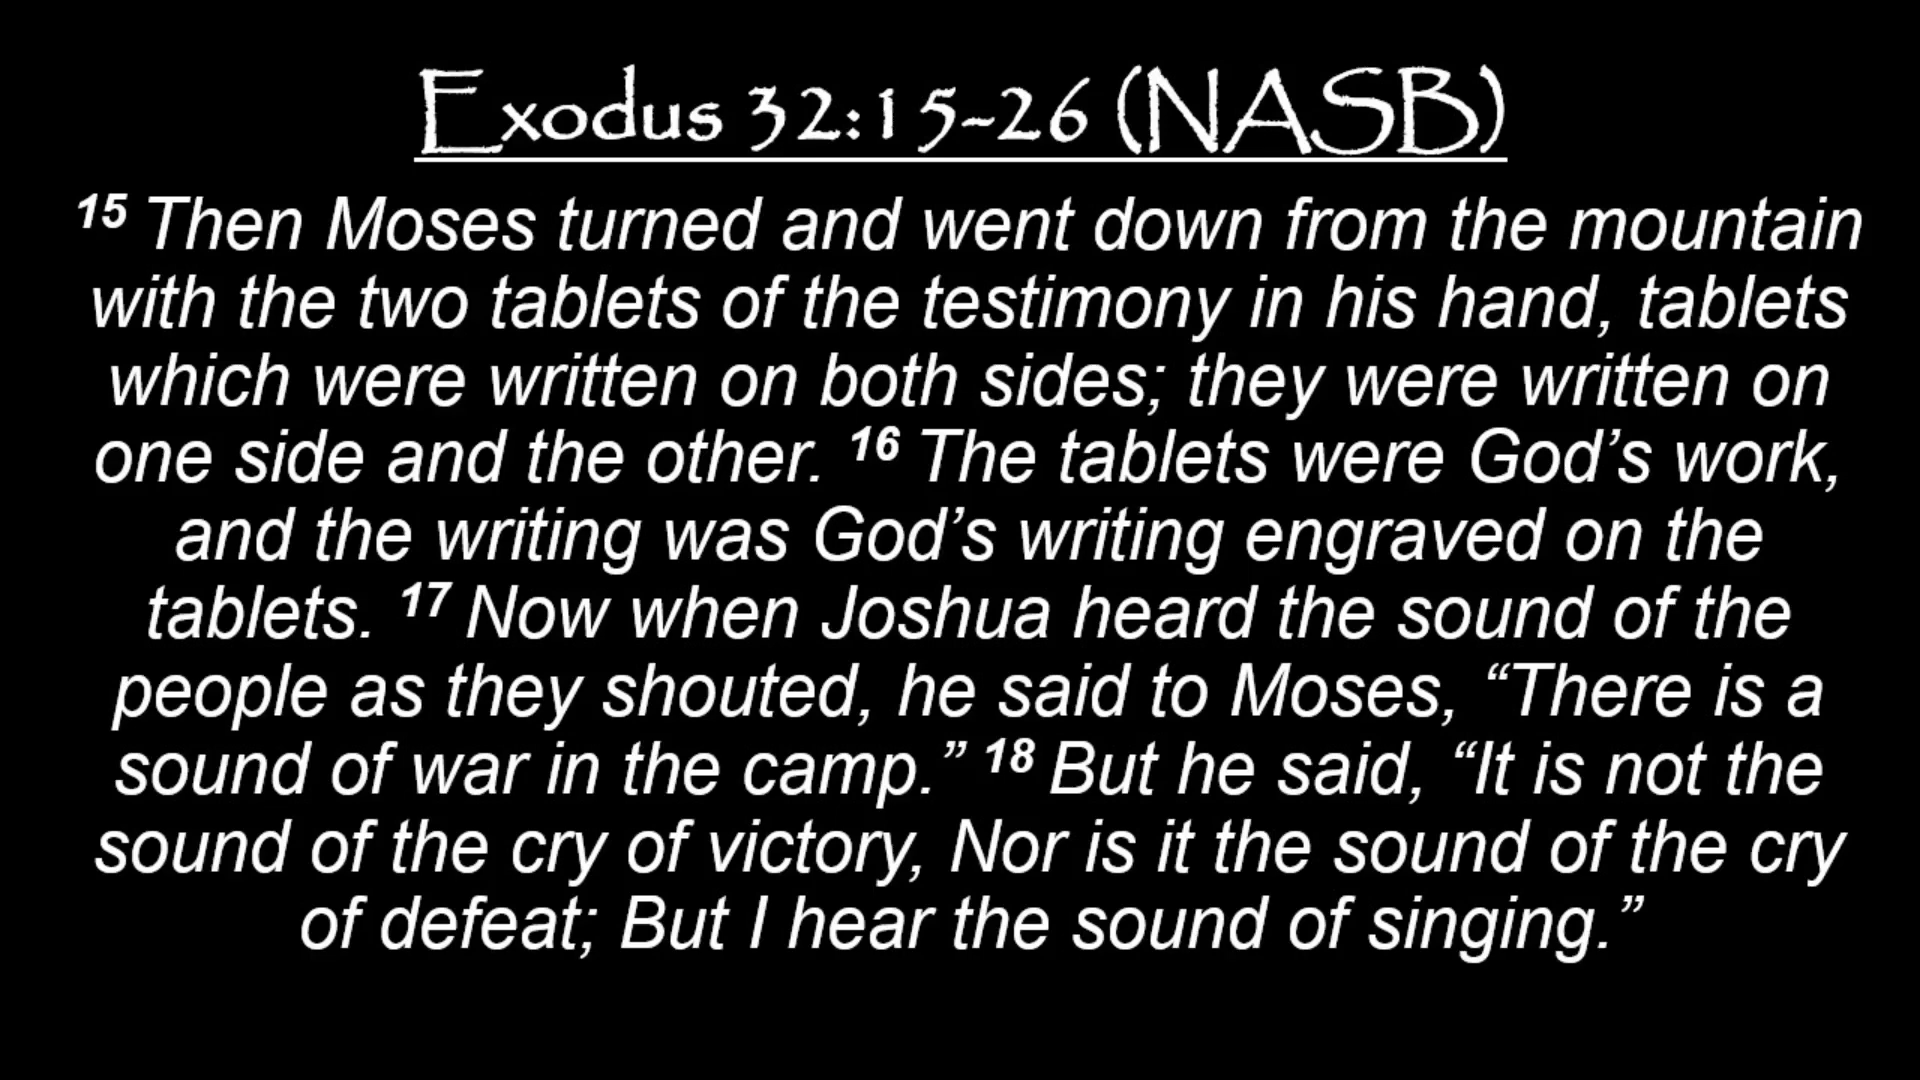 Exodus 32:15-26 (NASB)
15 Then Moses turned and went down from the mountain
with the two tablets of the testimony in his hand, tablets
which were written on both sides; they were written on
one side and the other. 16 The tablets were God’s work,
and the writing was God’s writing engraved on the
tablets. 17 Now when Joshua heard the sound of the
people as they shouted, he said to Moses, “There is a
sound of war in the camp.” 18 But he said, “It is not the
sound of the cry of victory, Nor is it the sound of the cry
of defeat; But I hear the sound of singing.”